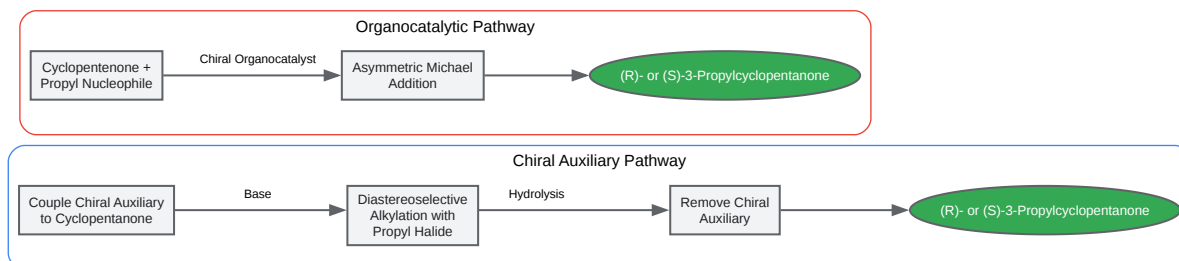 Organocatalytic Pathway
Cyclopentenone +
Propyl Nucleophile
Chiral Organocatalyst
Asymmetric Michael
Addition
(R)- or (S)-3-Propylcyclopentanone
Chiral Auxiliary Pathway
Couple Chiral Auxiliary
to Cyclopentanone
Base
Diastereoselective
Alkylation with
Propyl Halide
Hydrolysis
Remove Chiral
Auxiliary
(R)- or (S)-3-Propylcyclopentanone